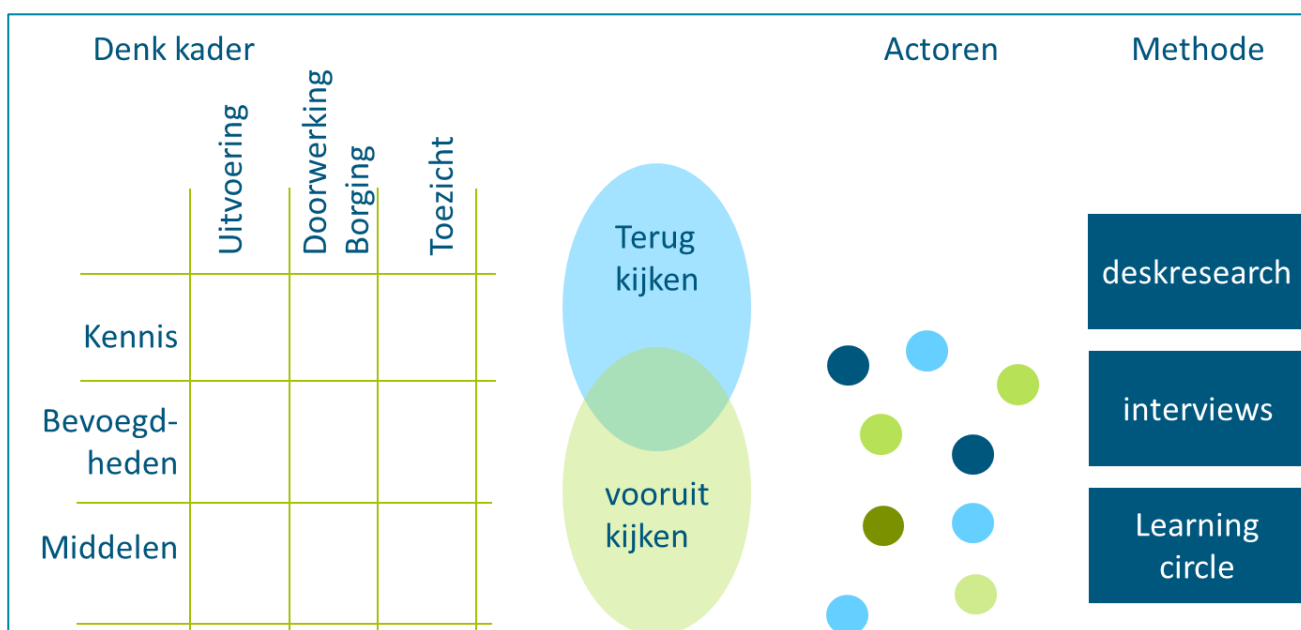 Denk kader
Actoren
Methode
Uitvoering
Doorwerking
Borging
Toezicht
Kennis
Bevoegd-
heden
Middelen
Terug
kijken
vooruit
kijken
deskresearch
interviews
Learning
circle